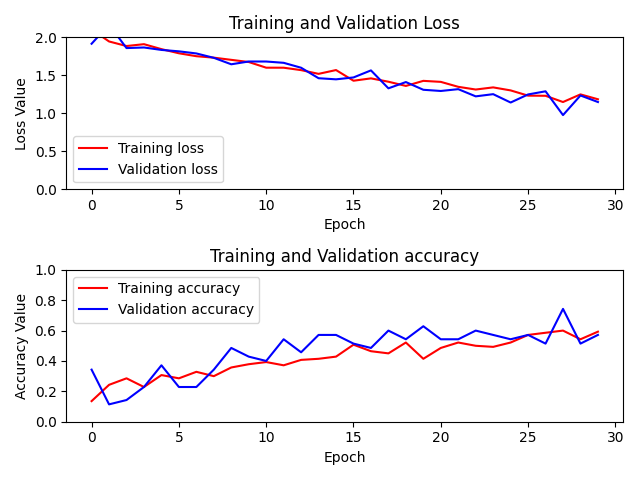 Training and Validation Loss
2.0
1.5
1.0
0.5
0.0
Loss Value
Training loss
Validation loss
0 5 10 15 20 25 30
Epoch
Training and Validation accuracy
1.0
0.8
0.6
0.4
0.2
0.0
Accuracy Value
Training accuracy
Validation accuracy
0 5 10 15 20 25 30
Epoch